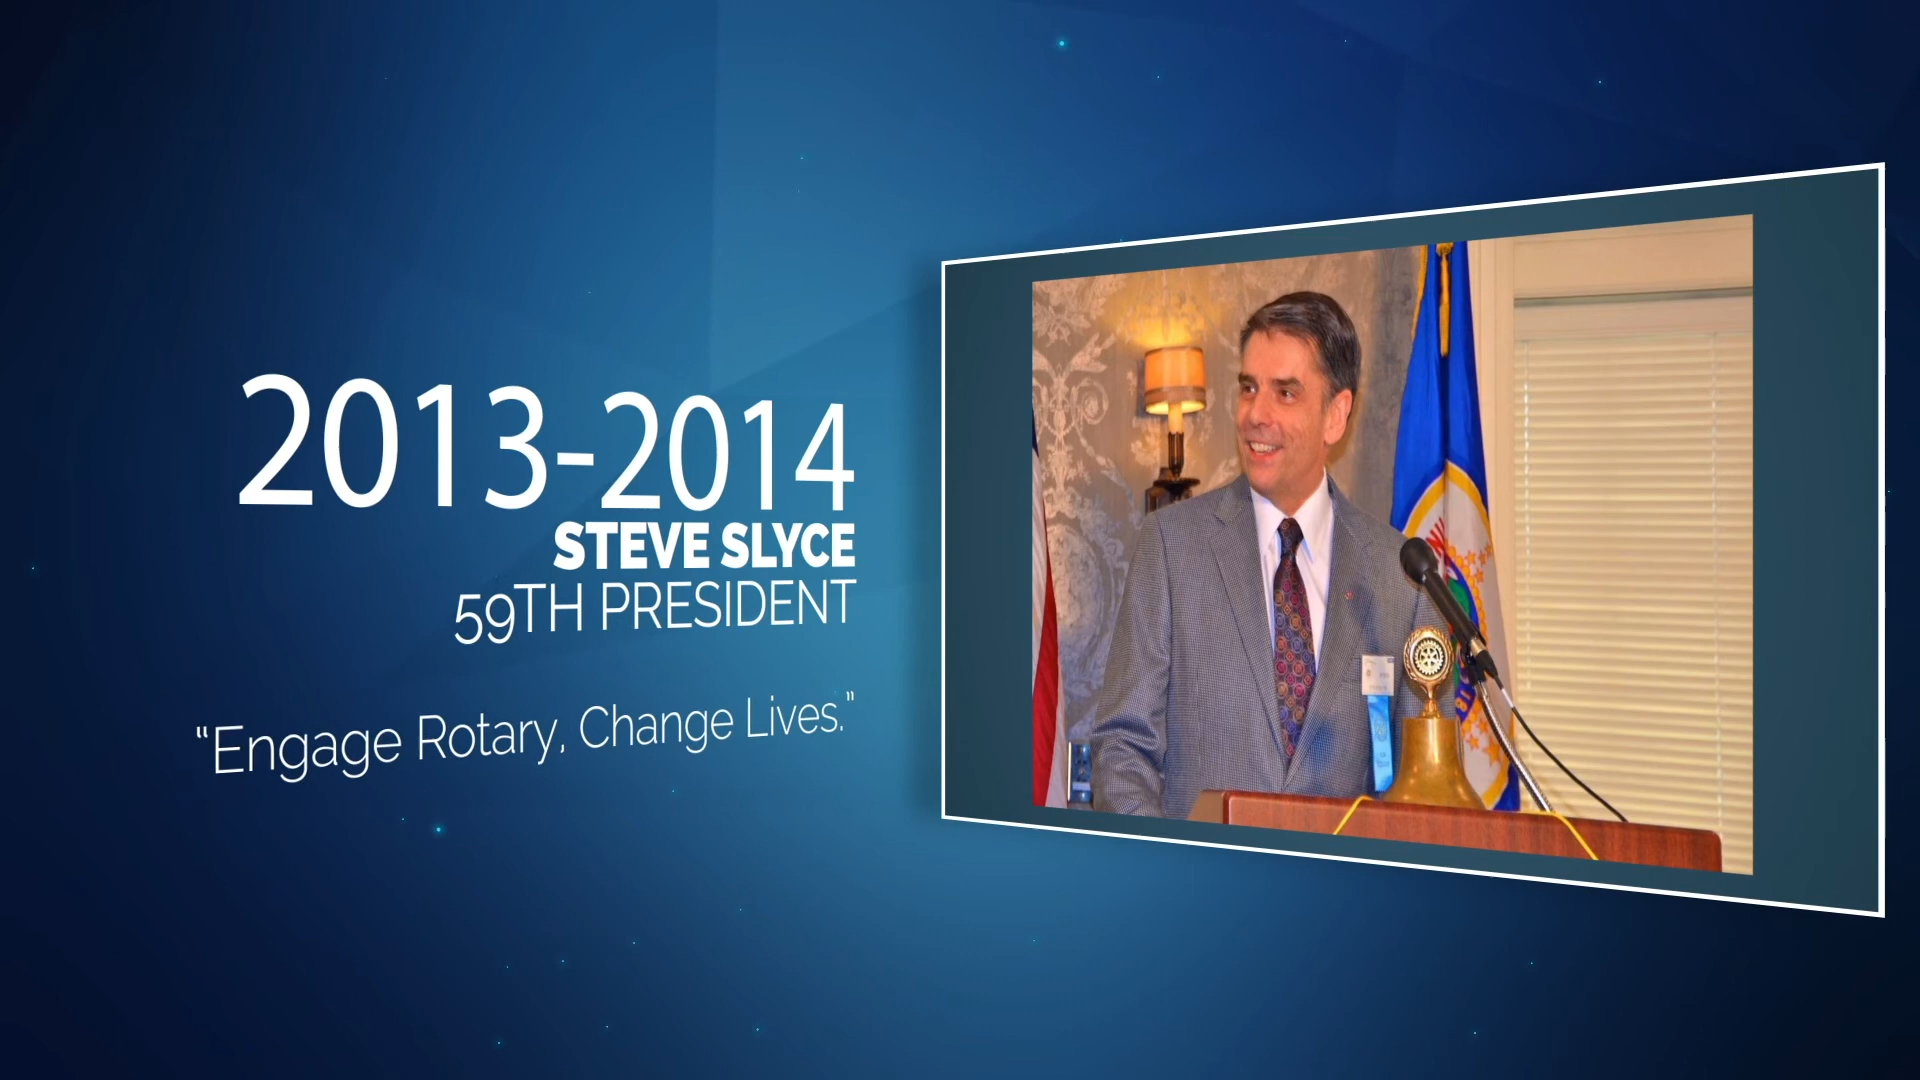 2013-2014
STEVE SLYCE
59TH PRESIDENT
“Engage Rotary, Change Lives.”